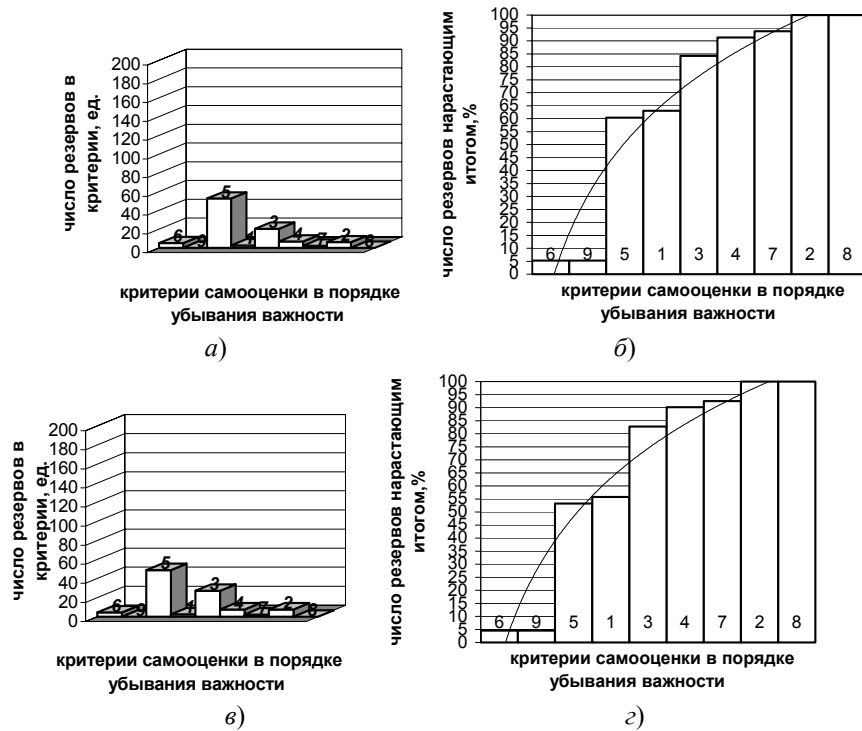 число резервов в
критерии, ед.
200
180
160
140
120
100
80
60
40
20
0
6 9 5 1 3 4 7 2 8
критерии самооценки в порядке
убывания важности
а)
число резервов нарастающим
итогом,%
100
95
90
85
80
75
70
65
60
55
50
45
40
35
30
25
20
15
10
5
0
6 9 5 1 3 4 7 2 8
критерии самооценки в порядке
убывания важности
б)
число резервов в
критерии, ед.
200
180
160
140
120
100
80
60
40
20
0
6 9 5 1 3 4 7 2 8
критерии самооценки в порядке
убывания важности
в)
число резервов нарастающим
итогом,%
100
95
90
85
80
75
70
65
60
55
50
45
40
35
30
25
20
15
10
5
0
6 9 5 1 3 4 7 2 8
критерии самооценки в порядке
убывания важности
г)